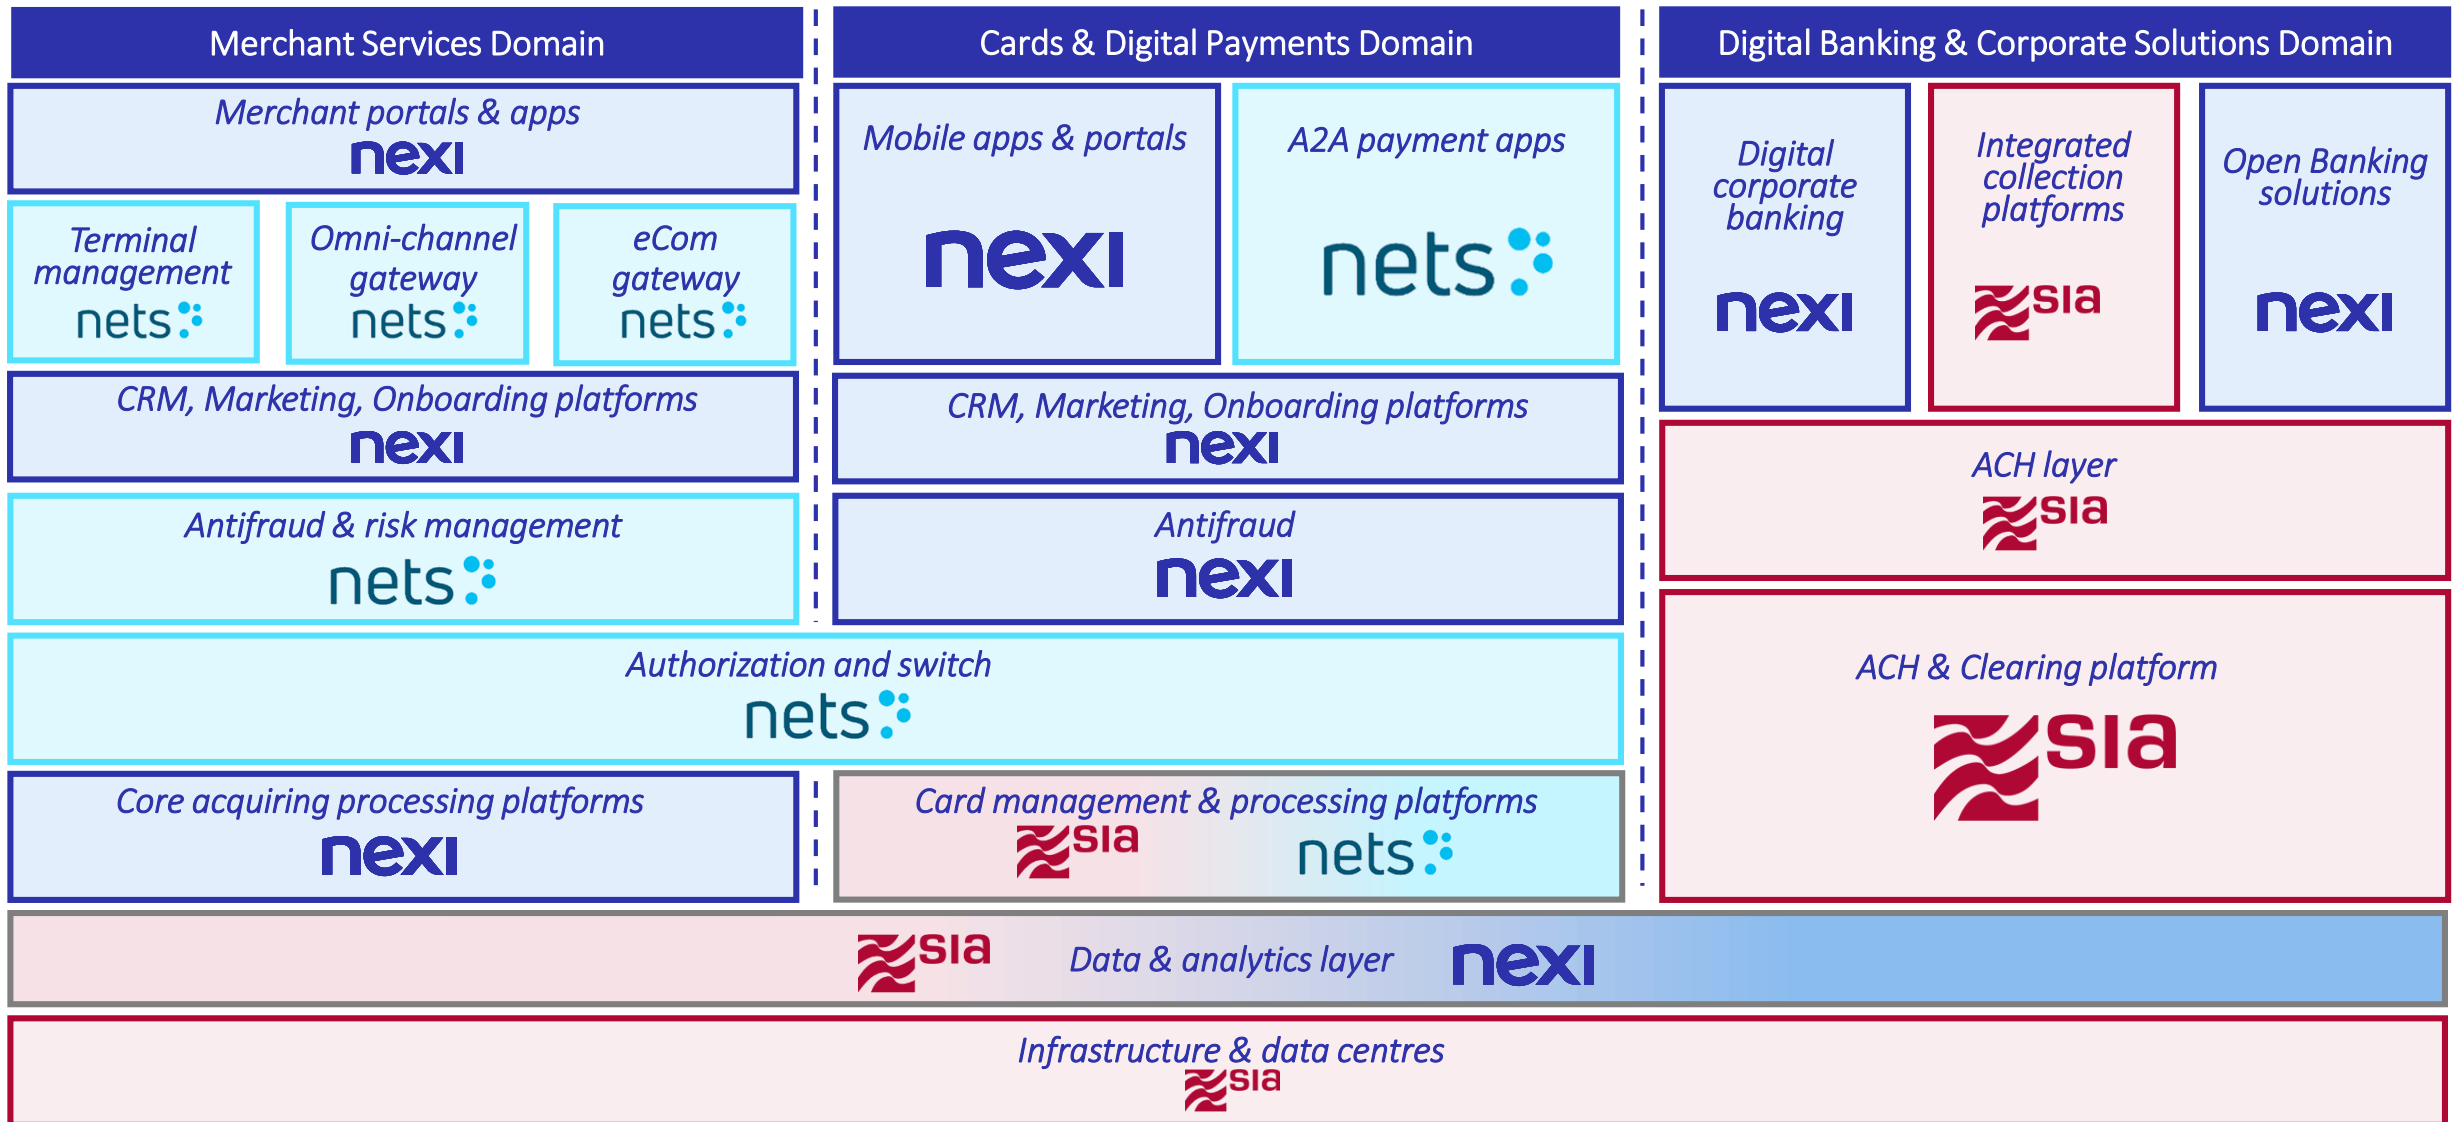 Merchant Services Domain
Merchant portals & apps
nexi
Terminal
management
nets
Omni-channel
gateway
nets
eCom
gateway
nets
CRM, Marketing, Onboarding platforms
nexi
Antifraud & risk management
nets
Cards & Digital Payments Domain
Mobile apps & portals
nexi
A2A payment apps
nets
CRM, Marketing, Onboarding platforms
nexi
Antifraud
nexi
Authorization and switch
nets
Core acquiring processing platforms
nexi
Card management & processing platforms
sia
nets
Digital Banking & Corporate Solutions Domain
Digital
corporate
banking
nexi
Integrated
collection
platforms
sia
Open Banking
solutions
nexi
ACH layer
sia
ACH & Clearing platform
sia
sia Data & analytics layer nexi
Infrastructure & data centres
sia